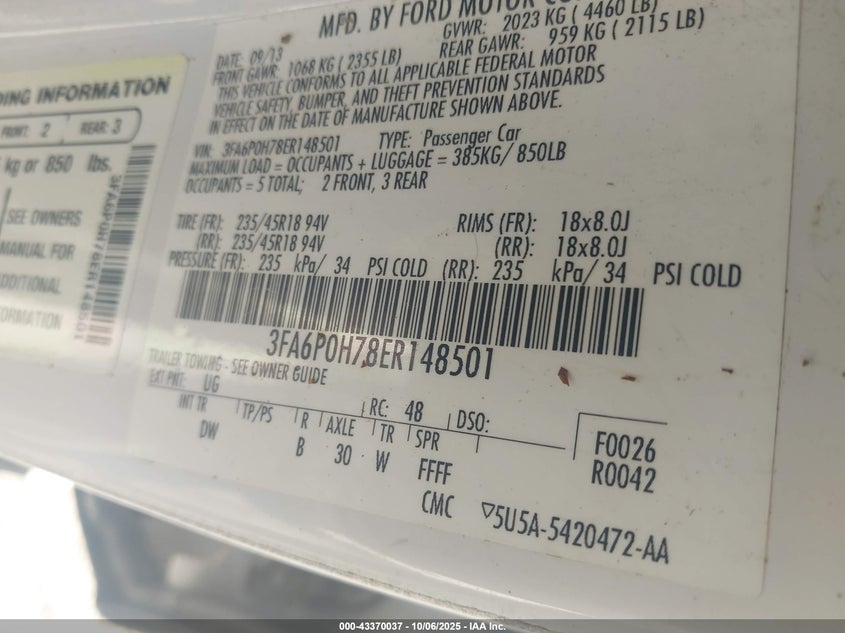 MFD. BY FORD MOTOR CO
DATE: 09/13
GVWR: 2023 KG ( 4460 LB)
FRONT GAWR: 1068 KG ( 2355 LB)
REAR GAWR: 959 KG ( 2115 LB)
THIS VEHICLE CONFORMS TO ALL APPLICABLE FEDERAL MOTOR
VEHICLE SAFETY, BUMPER, AND THEFT PREVENTION STANDARDS
IN EFFECT ON THE DATE OF MANUFACTURE SHOWN ABOVE.
VIN: 3FA6P0H78ER148501 TYPE: Passenger Car
MAXIMUM LOAD = OCCUPANTS + LUGGAGE = 385KG/ 850LB
OCCUPANTS = 5 TOTAL; 2 FRONT, 3 REAR
TIRE (FR): 235/45R18 94V RIMS (FR): 18x8.0J
(RR): 235/45R18 94V (RR): 18x8.0J
PRESSURE (FR): 235 kPa/ 34 PSI COLD (RR): 235 kPa/ 34 PSI COLD
3FA6P0H78ER148501
TRAILER TOWING - SEE OWNER GUIDE
EXT PNT: UG RC: 48 DSO:
INT TR TP/PS R AXLE TR SPR
DW B 30 W FFFF
F0026
R0042
CMC ▽5U5A-5420472-AA
DING INFORMATION
FRONT: 2 REAR: 3
kg or 850 lbs.
SEE OWNERS
MANUAL FOR
ADDITIONAL
3FA6P0H78ER148501
000-43370037 - 10/06/2025 - IAA Inc.